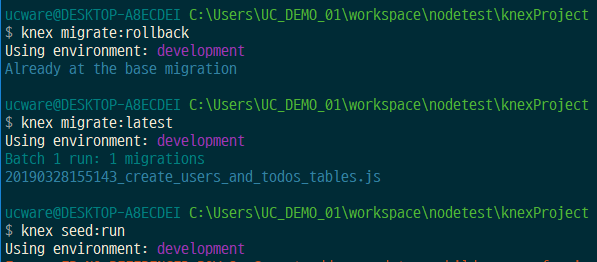 ucware@DESKTOP-A8ECDEI C:\Users\UC_DEMO_01\workspace\nodetest\knexProject
$ knex migrate:rollback
Using environment: development
Already at the base migration
ucware@DESKTOP-A8ECDEI C:\Users\UC_DEMO_01\workspace\nodetest\knexProject
$ knex migrate:latest
Using environment: development
Batch 1 run: 1 migrations
20190328155143_create_users_and_todos_tables.js
ucware@DESKTOP-A8ECDEI C:\Users\UC_DEMO_01\workspace\nodetest\knexProject
$ knex seed:run
Using environment: development